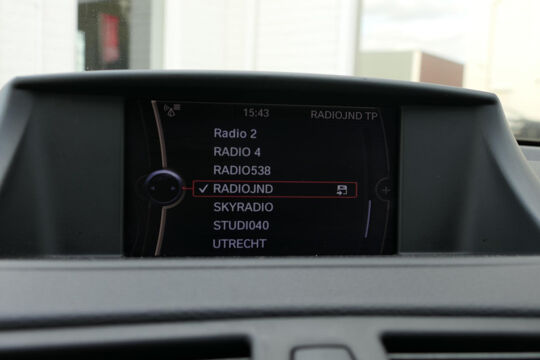 15:43 RADIOJND TP
Radio 2
RADIO 4
RADIO538
RADIOJND
SKYRADIO
STUDIO40
UTRECHT